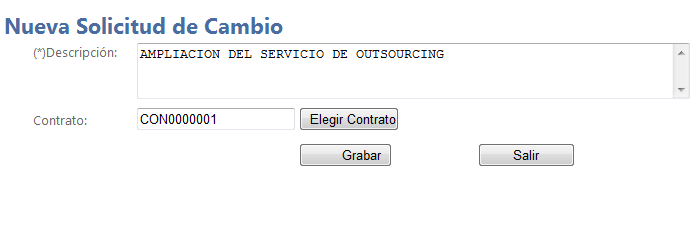 Nueva Solicitud de Cambio
(*)Descripción: AMPLIACION DEL SERVICIO DE OUTSOURCING
Contrato: CON0000001 Elegir Contrato
Grabar Salir